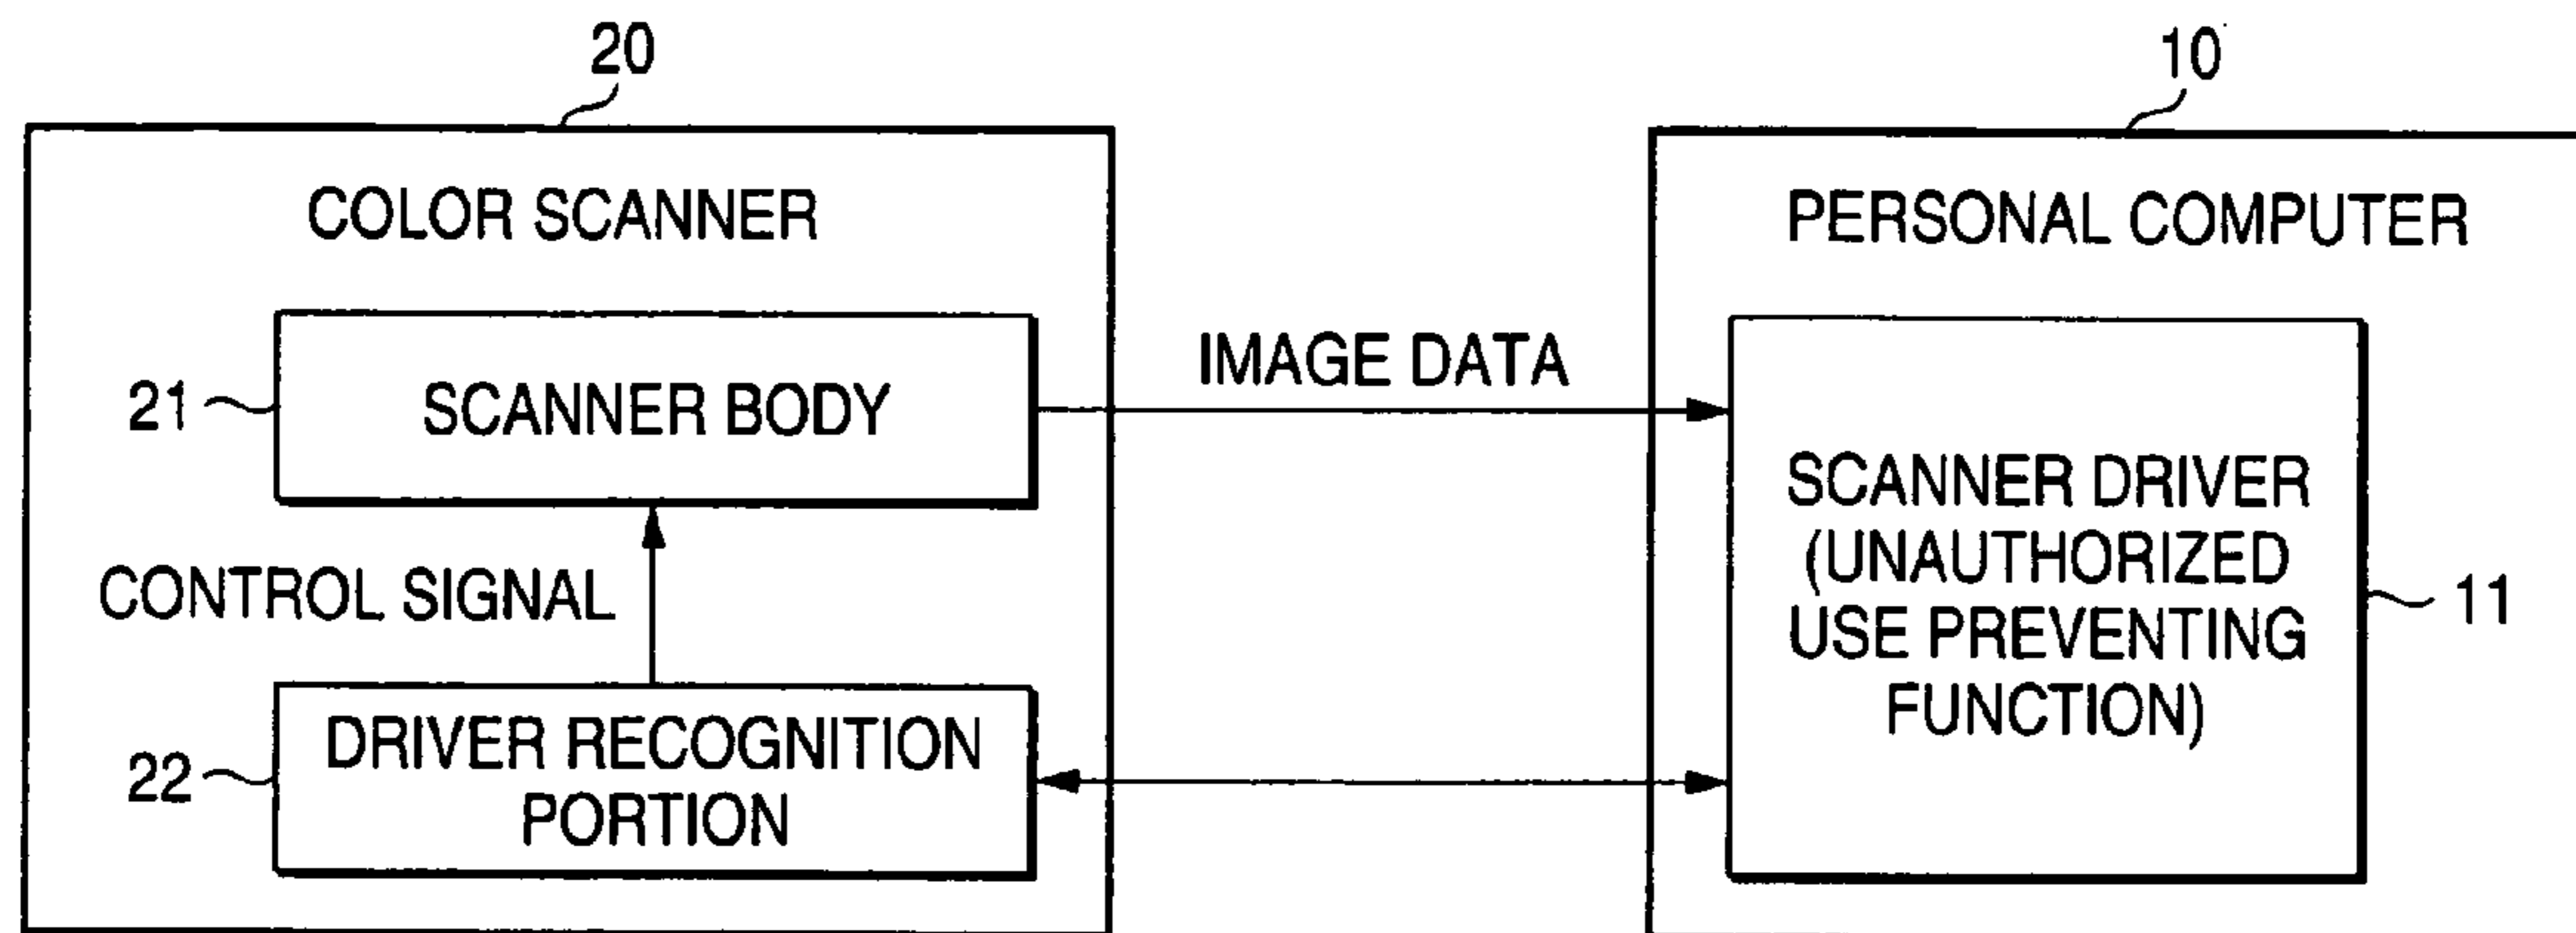 20
10
COLOR SCANNER
PERSONAL COMPUTER
21
SCANNER BODY
IMAGE DATA
CONTROL SIGNAL
SCANNER DRIVER
(UNAUTHORIZED
USE PREVENTING
FUNCTION)
11
22
DRIVER RECOGNITION
PORTION